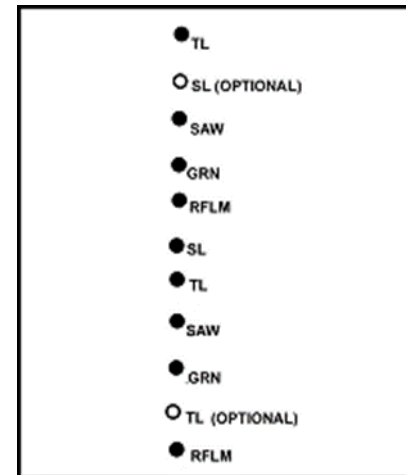 TL
SL (OPTIONAL)
SAW
GRN
RFLM
SL
TL
SAW
.GRN
TL (OPTIONAL)
RFLM